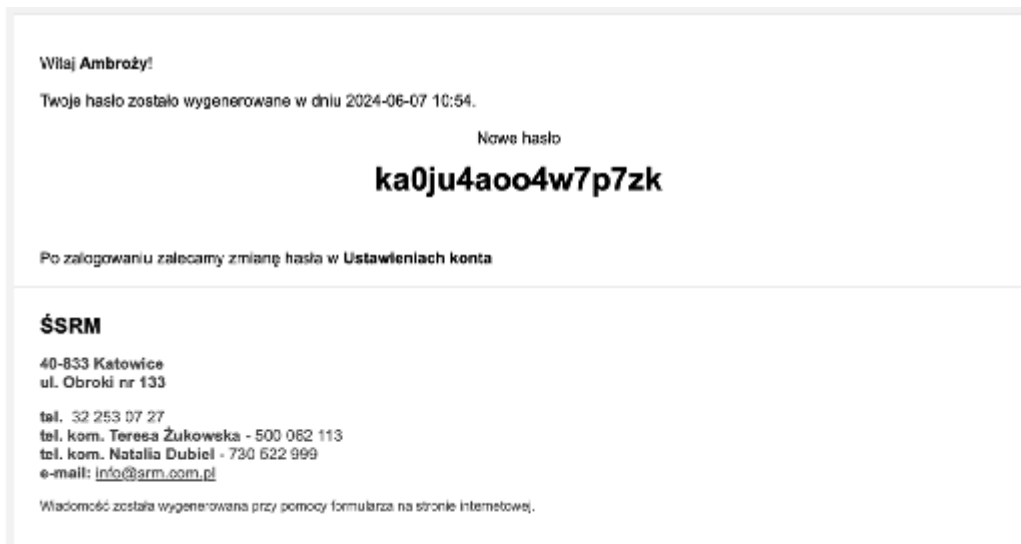 Witaj Ambroży!
Twoje hasło zostało wygenerowane w dniu 2024-06-07 10:54.
Nowe hasło
ka0ju4aoo4w7p7zk
Po zalogowaniu zalecamy zmianę hasła w Ustawieniach konta
ŚSRM
40-833 Katowice
ul. Obroki nr 133
tel. 32 253 07 27
tel. kom. Teresa Żukowska - 500 062 113
tel. kom. Natalia Dubiel - 730 622 999
e-mail: info@srm.com.pl
Wiadomość została wygenerowana przy pomocy formularza na stronie internetowej.